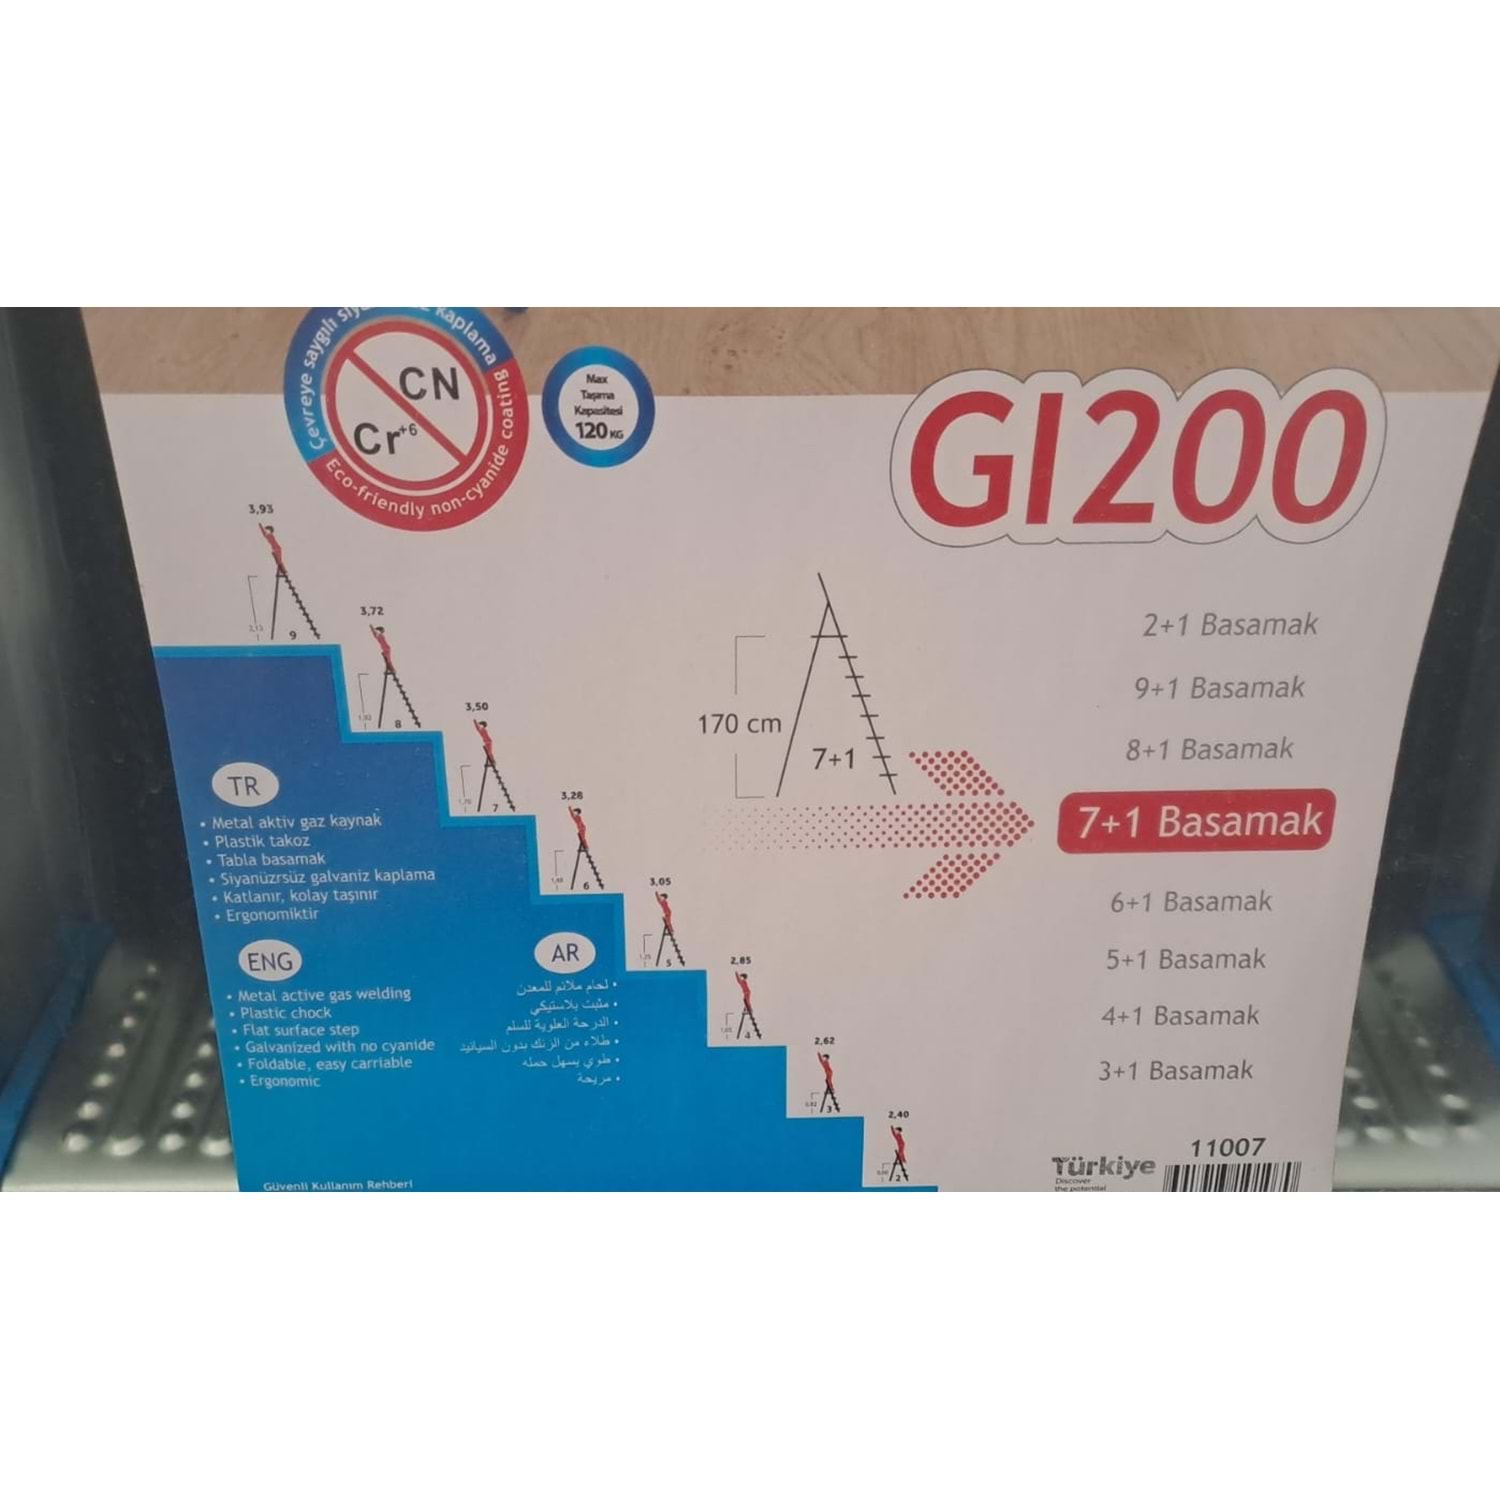 Çevreye saygılı kaplama
CN
Cr+6
Eco-friendly non-cyanide coating
Max
Taşıma
Kapasitesi
120 KG
GI200
3,93
9
3,72
8
3,50
7
3,28
6
3,05
5
2,85
4
2,62
3
2,40
2
170 cm
7+1
2+1 Basamak
9+1 Basamak
8+1 Basamak
7+1 Basamak
6+1 Basamak
5+1 Basamak
4+1 Basamak
3+1 Basamak
TR
• Metal aktiv gaz kaynak
• Plastik takoz
• Tabla basamak
• Siyanüzrsüz galvaniz kaplama
• Katlanır, kolay taşınır
• Ergonomiktir
ENG
• Metal active gas welding
• Plastic chock
• Flat surface step
• Galvanized with no cyanide
• Foldable, easy carriable
• Ergonomic
AR
• لحام ملائم للمعدن
• مثبت بلاستيكي
• الدرجة العلوية للسلم
• طلاء من الزنك بدون السيانيد
• طوي يسهل حمله
• مريحة
Güvenli Kullanım Rehberi
Türkiye
Discover
the potential
11007